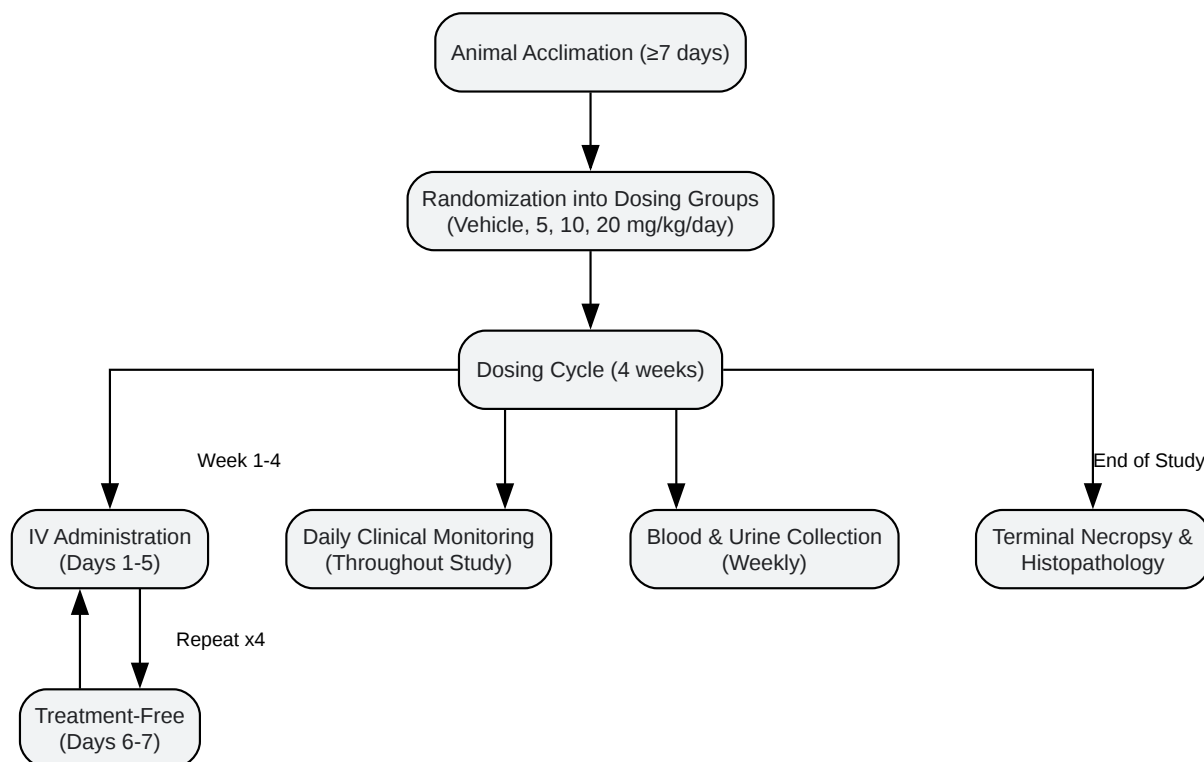 Animal Acclimation (≥7 days)
Randomization into Dosing Groups
(Vehicle, 5, 10, 20 mg/kg/day)
Dosing Cycle (4 weeks)
Week 1-4
End of Study
IV Administration
(Days 1-5)
Daily Clinical Monitoring
(Throughout Study)
Blood & Urine Collection
(Weekly)
Terminal Necropsy &
Histopathology
Repeat x4
Treatment-Free
(Days 6-7)